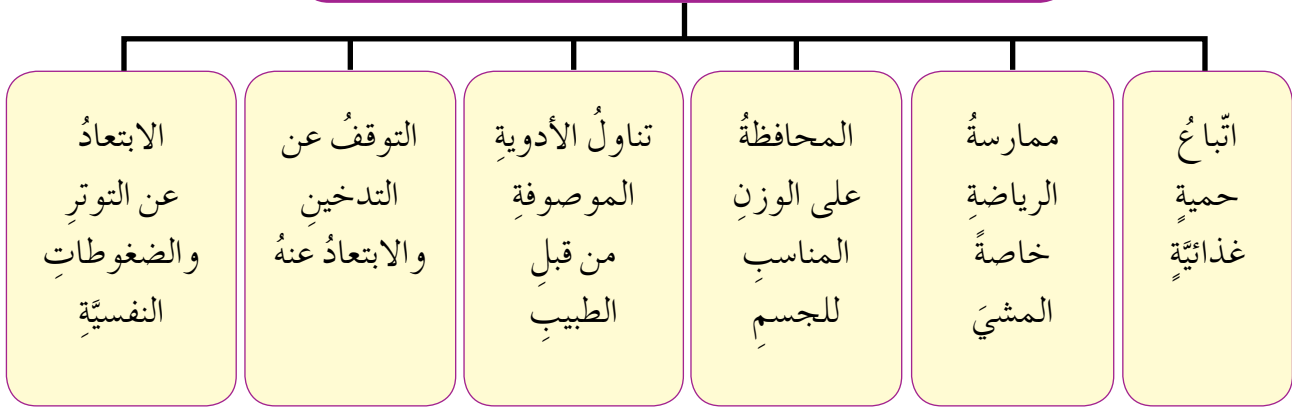 اتّباعُ
حميةٍ
غذائيَّةٍ
ممارسةُ
الرياضةِ
خاصةً
المشيَ
المحافظةُ
على الوزنِ
المناسبِ
للجسمِ
تناولُ الأدويةِ
الموصوفةِ
من قبلِ
الطبيبِ
التوقفُ عن
التدخينِ
والابتعادُ عنهُ
الابتعادُ
عن التوترِ
والضغوطاتِ
النفسيَّةِ